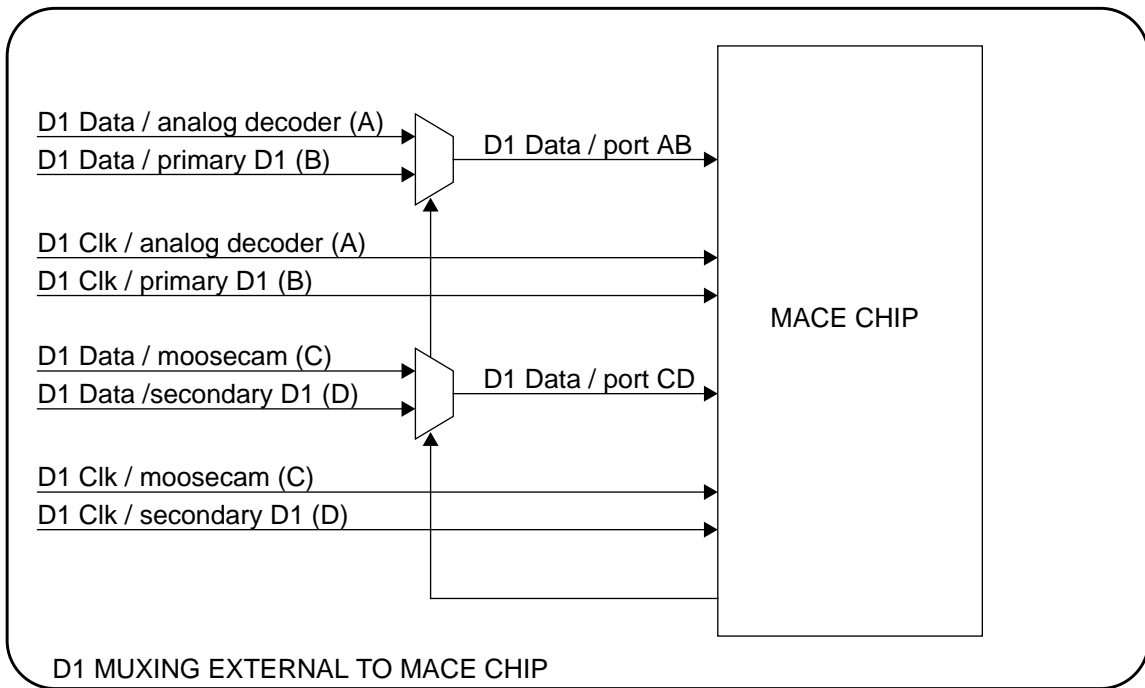 D1 Data / analog decoder (A)
D1 Data / primary D1 (B)
D1 Data / port AB
D1 Clk / analog decoder (A)
D1 Clk / primary D1 (B)
MACE CHIP
D1 Data / moosecam (C)
D1 Data /secondary D1 (D)
D1 Data / port CD
D1 Clk / moosecam (C)
D1 Clk / secondary D1 (D)
D1 MUXING EXTERNAL TO MACE CHIP